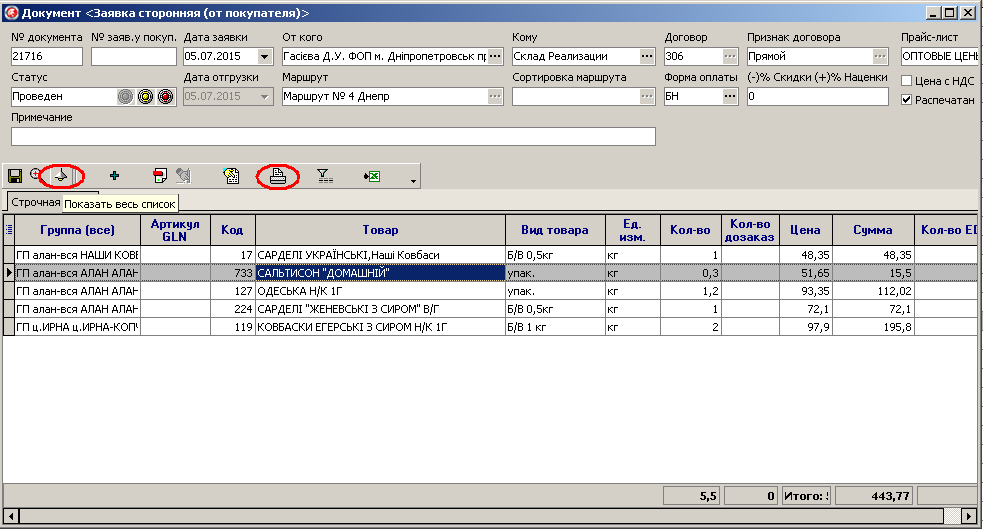 Документ <Заявка сторонняя (от покупателя)>
№ документа № заяв.у покуп. Дата заявки От кого Кому Договор Признак договора Прайс-лист
21716 05.07.2015 Гасієва Д.У. ФОП м. Дніпропетровськ пр Склад Реализации 306 Прямой ОПТОВЫЕ ЦЕНЬ
Статус Дата отгрузки Маршрут Сортировка маршрута Форма оплаты (-)% Скидки (+)% Наценки Цена с НДС
Проведен 05.07.2015 Маршрут № 4 Днепр БН 0 Распечатан
Примечание
Строчная
Показать весь список
Группа (все) Артикул GLN Код Товар Вид товара Ед. изм. Кол-во Кол-во дозаказ Цена Сумма Кол-во ED
ГП алан-вся НАШИ КОВЕ 17 САРДЕЛІ УКРАЇНСЬКІ,Наші Ковбаси Б/В 0,5кг кг 1 48,35 48,35
ГП алан-вся АЛАН АЛАН 733 САЛЬТИСОН "ДОМАШНІЙ" упак. кг 0,3 51,65 15,5
ГП алан-вся АЛАН АЛАН 127 ОДЕСЬКА Н/К 1Г упак. кг 1,2 93,35 112,02
ГП алан-вся АЛАН АЛАН 224 САРДЕЛІ "ЖЕНЕВСЬКІ З СИРОМ" В/Г Б/В 0,5кг кг 1 72,1 72,1
ГП ц.ИРНА ц.ИРНА-КОПЧ 119 КОВБАСКИ ЕГЕРСЬКІ З СИРОМ Н/К 1Г Б/В 1 кг кг 2 97,9 195,8
5,5 0 Итого: 443,77